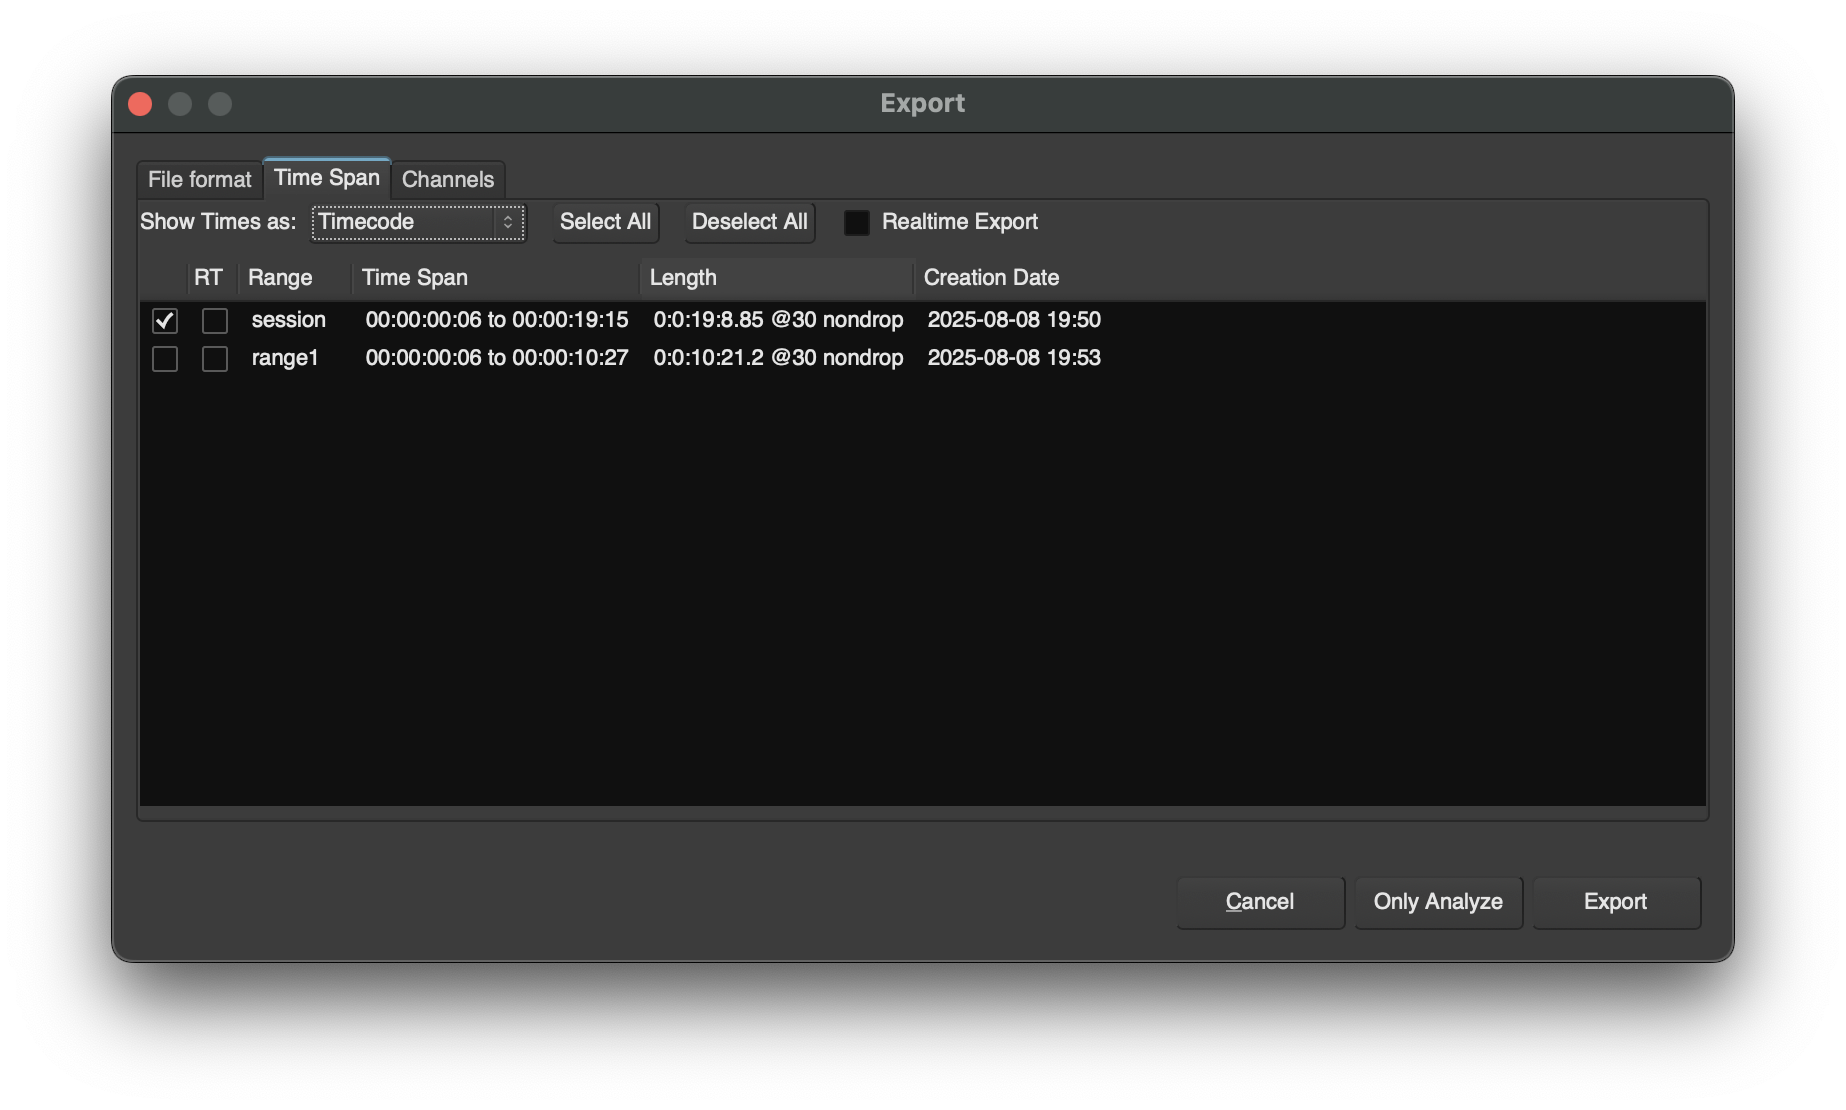 Export
File format Time Span Channels
Show Times as: Timecode Select All Deselect All Realtime Export
RT Range Time Span Length Creation Date
session 00:00:00:06 to 00:00:19:15 0:0:19:8.85 @30 nondrop 2025-08-08 19:50
range1 00:00:00:06 to 00:00:10:27 0:0:10:21.2 @30 nondrop 2025-08-08 19:53
Cancel Only Analyze Export